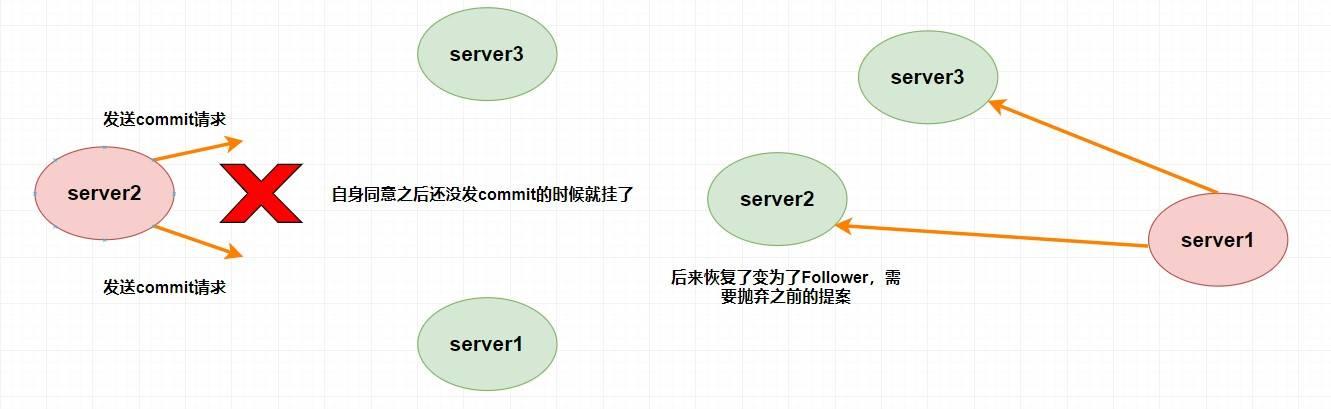 server3
发送commit请求
server2
自身同意之后还没发commit的时候就挂了
发送commit请求
server1
server3
server2
server1
后来恢复了变为了Follower，需
要抛弃之前的提案